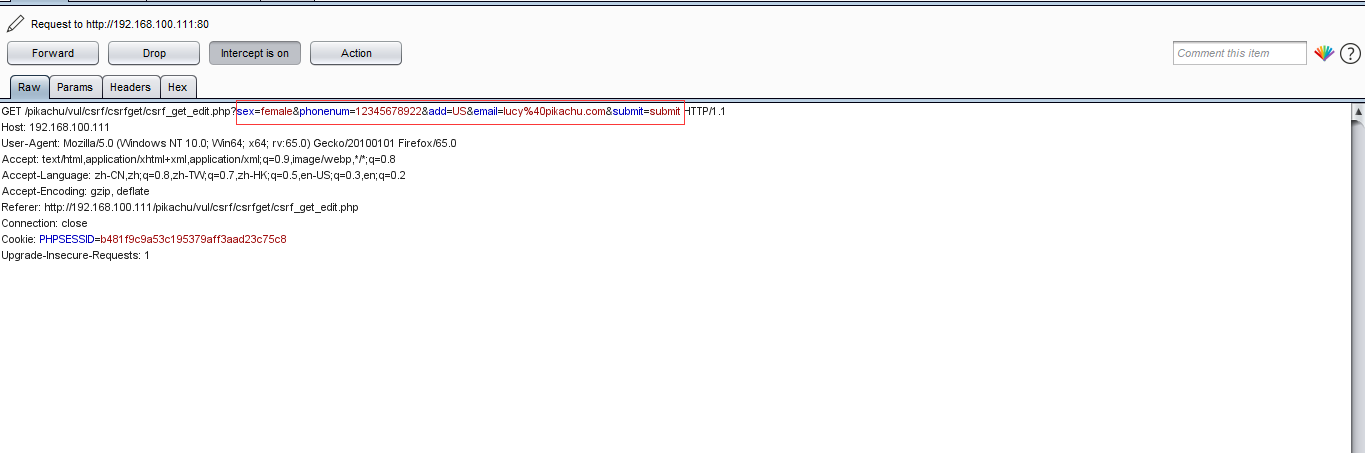 Request to http://192.168.100.111:80
Forward Drop Intercept is on Action Comment this item ?
Raw Params Headers Hex
GET /pikachu/vul/csrf/csrfget/csrf_get_edit.php?sex=female&phonenum=12345678922&add=US&email=lucy%40pikachu.com&submit=submit HTTP/1.1
Host: 192.168.100.111
User-Agent: Mozilla/5.0 (Windows NT 10.0; Win64; x64; rv:65.0) Gecko/20100101 Firefox/65.0
Accept: text/html,application/xhtml+xml,application/xml;q=0.9,image/webp,*/*;q=0.8
Accept-Language: zh-CN,zh;q=0.8,zh-TW;q=0.7,zh-HK;q=0.5,en-US;q=0.3,en;q=0.2
Accept-Encoding: gzip, deflate
Referer: http://192.168.100.111/pikachu/vul/csrf/csrfget/csrf_get_edit.php
Connection: close
Cookie: PHPSESSID=b481f9c9a53c195379aff3aad23c75c8
Upgrade-Insecure-Requests: 1